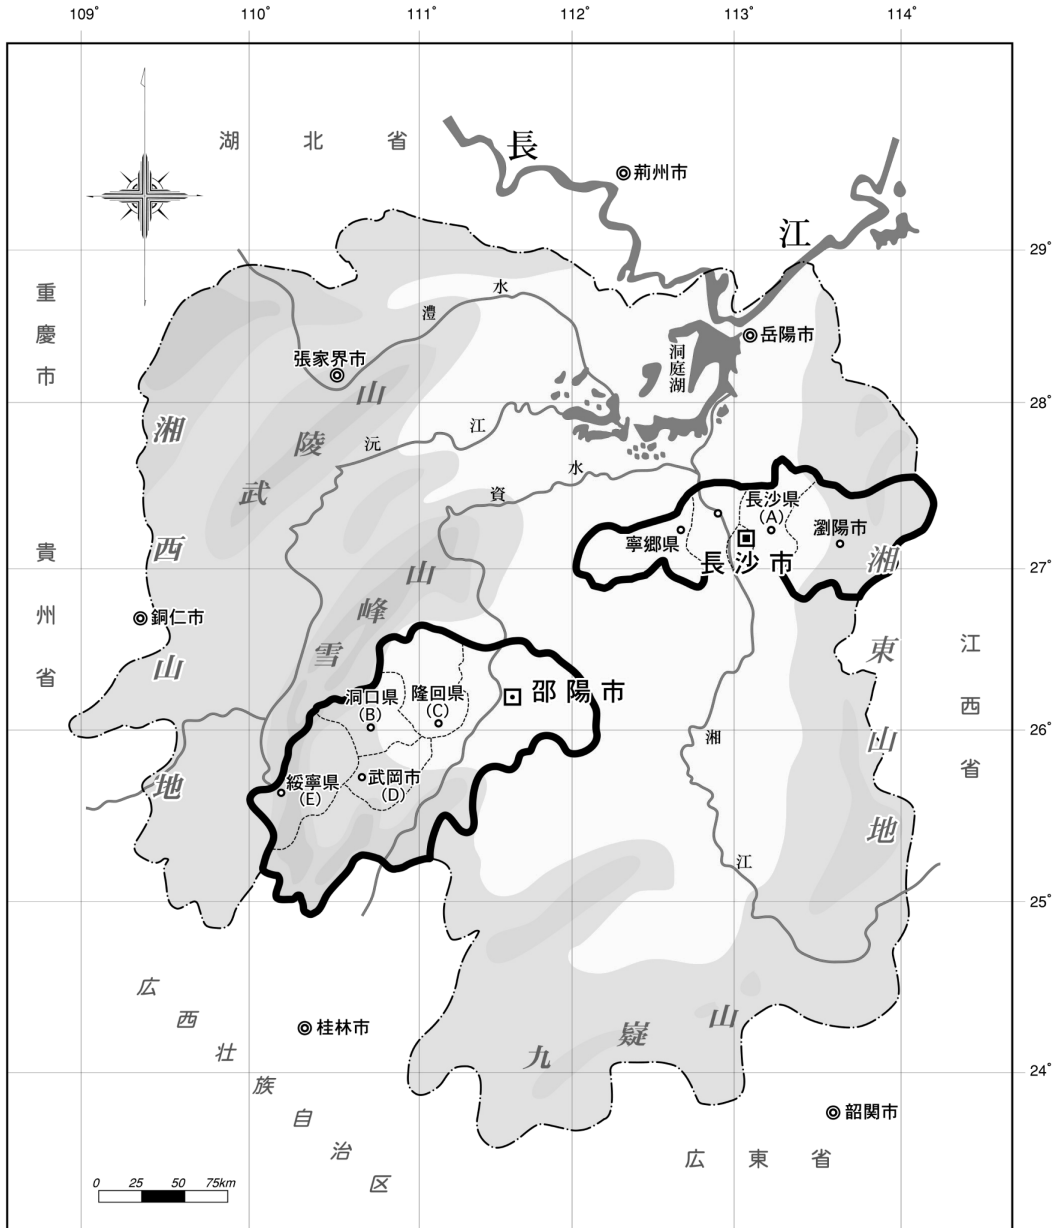 109°
111°
112°
113°
114°
湖北省
長江
荊州市
29°
重慶市
水
澧
張家界市
岳陽市
洞庭湖
28°
湘西山地
武陵山
沅江
資水
長沙県
(A)
瀏陽市
寧郷県
長沙市
27°
貴州省
銅仁市
雪峰山
湘東山地
江西省
洞口県
(B)
隆回県
(C)
邵陽市
26°
湘江
武岡市
(D)
綏寧県
(E)
25°
広西壮族自治区
桂林市
九嶷山
24°
韶関市
広東省
0 25 50 75km